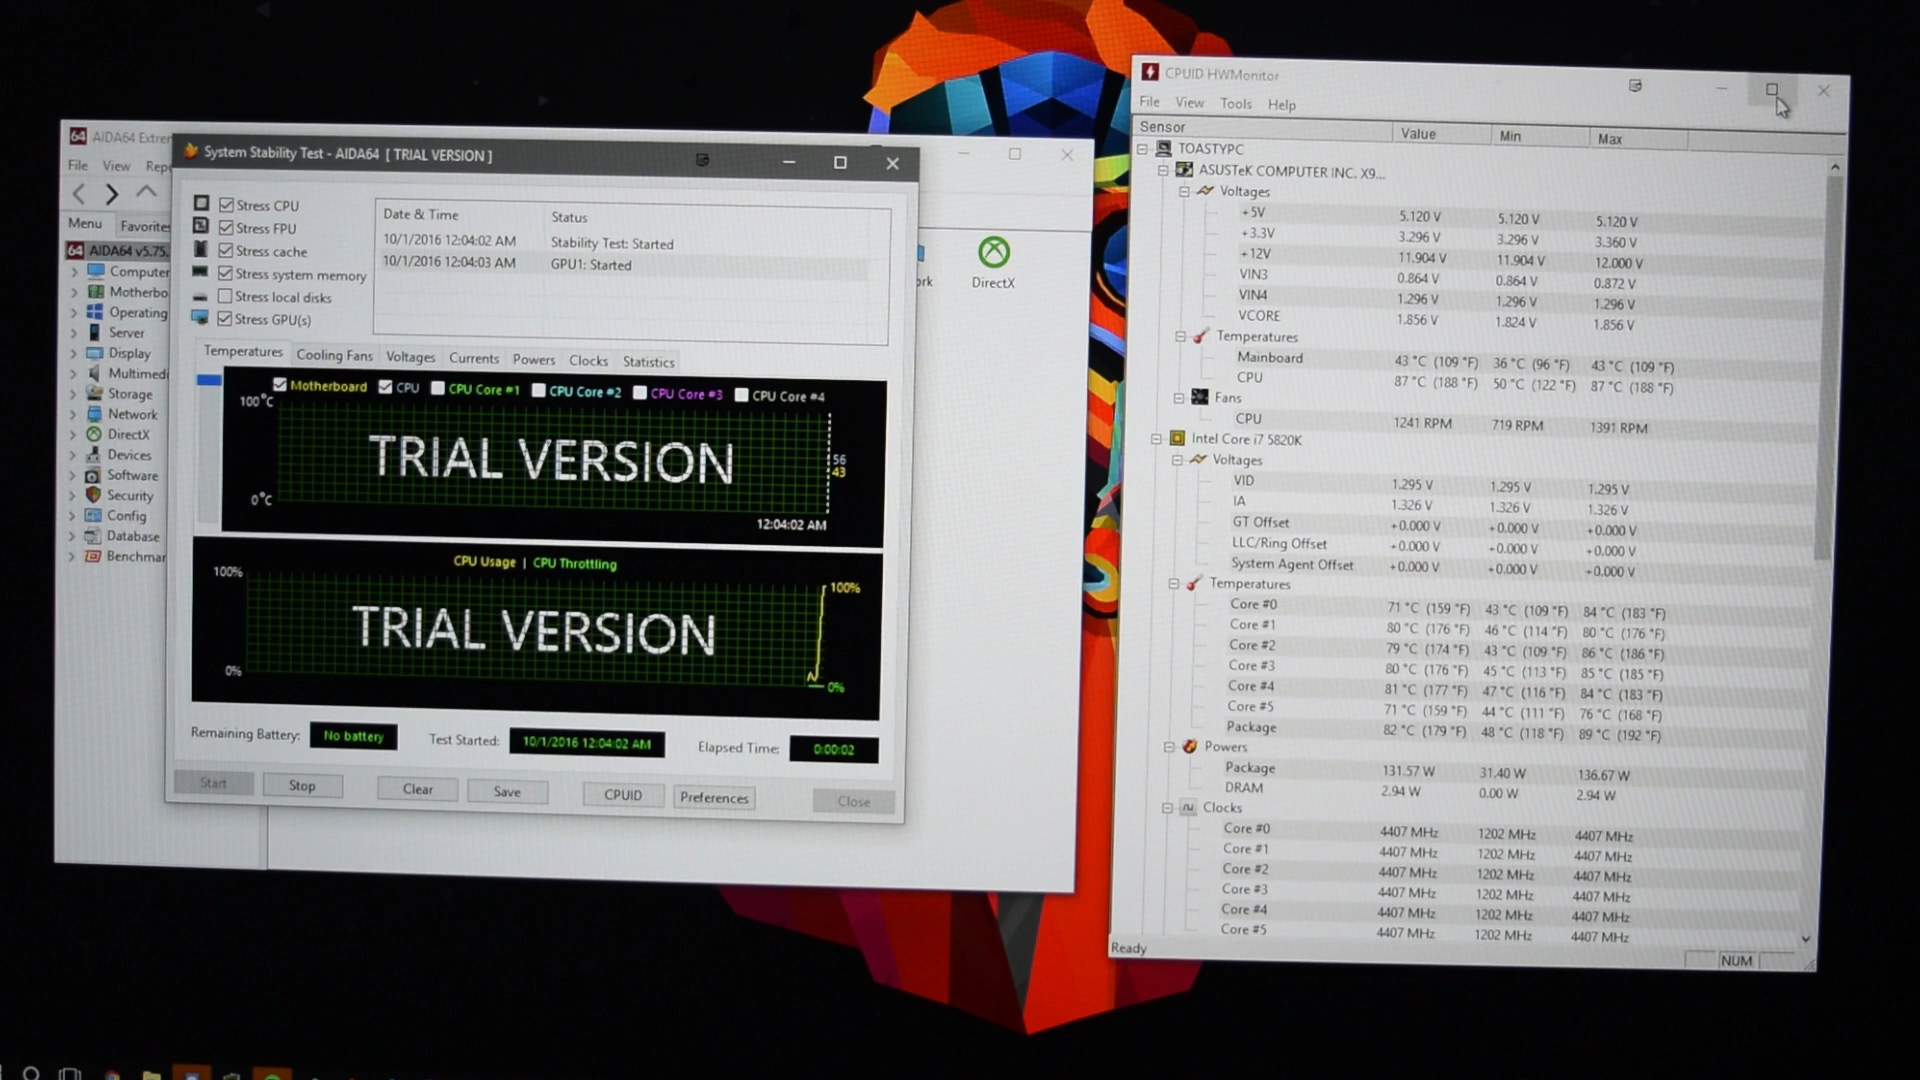 AIDA64 Extrem
File View Repo
Menu Favorites
AIDA64 v5.75.
Computer
Motherbo
Operating
Server
Display
Multimedi
Storage
Network
DirectX
Devices
Software
Security
Config
Database
Benchmar
System Stability Test - AIDA64 [ TRIAL VERSION ]
Stress CPU
Stress FPU
Stress cache
Stress system memory
Stress local disks
Stress GPU(s)
Date & Time Status
10/1/2016 12:04:02 AM Stability Test: Started
10/1/2016 12:04:03 AM GPU1: Started
Temperatures Cooling Fans Voltages Currents Powers Clocks Statistics
Motherboard CPU CPU Core #1 CPU Core #2 CPU Core #3 CPU Core #4
100°C
TRIAL VERSION
56
43
0°C
12:04:02 AM
CPU Usage | CPU Throttling
100% 100%
TRIAL VERSION
0% 0%
Remaining Battery: No battery Test Started: 10/1/2016 12:04:02 AM Elapsed Time: 0:00:02
Start Stop Clear Save CPUID Preferences Close
ork
DirectX
CPUID HWMonitor
File View Tools Help
Sensor Value Min Max
TOASTYPC
ASUSTeK COMPUTER INC. X9...
Voltages
+5V 5.120 V 5.120 V 5.120 V
+3.3V 3.296 V 3.296 V 3.360 V
+12V 11.904 V 11.904 V 12.000 V
VIN3 0.864 V 0.864 V 0.872 V
VIN4 1.296 V 1.296 V 1.296 V
VCORE 1.856 V 1.824 V 1.856 V
Temperatures
Mainboard 43 °C (109 °F) 36 °C (96 °F) 43 °C (109 °F)
CPU 87 °C (188 °F) 50 °C (122 °F) 87 °C (188 °F)
Fans
CPU 1241 RPM 719 RPM 1391 RPM
Intel Core i7 5820K
Voltages
VID 1.295 V 1.295 V 1.295 V
IA 1.326 V 1.326 V 1.326 V
GT Offset +0.000 V +0.000 V +0.000 V
LLC/Ring Offset +0.000 V +0.000 V +0.000 V
System Agent Offset +0.000 V +0.000 V +0.000 V
Temperatures
Core #0 71 °C (159 °F) 43 °C (109 °F) 84 °C (183 °F)
Core #1 80 °C (176 °F) 46 °C (114 °F) 80 °C (176 °F)
Core #2 79 °C (174 °F) 43 °C (109 °F) 86 °C (186 °F)
Core #3 80 °C (176 °F) 45 °C (113 °F) 85 °C (185 °F)
Core #4 81 °C (177 °F) 47 °C (116 °F) 84 °C (183 °F)
Core #5 71 °C (159 °F) 44 °C (111 °F) 76 °C (168 °F)
Package 82 °C (179 °F) 48 °C (118 °F) 89 °C (192 °F)
Powers
Package 131.57 W 31.40 W 136.67 W
DRAM 2.94 W 0.00 W 2.94 W
Clocks
Core #0 4407 MHz 1202 MHz 4407 MHz
Core #1 4407 MHz 1202 MHz 4407 MHz
Core #2 4407 MHz 1202 MHz 4407 MHz
Core #3 4407 MHz 1202 MHz 4407 MHz
Core #4 4407 MHz 1202 MHz 4407 MHz
Core #5 4407 MHz 1202 MHz 4407 MHz
Ready NUM